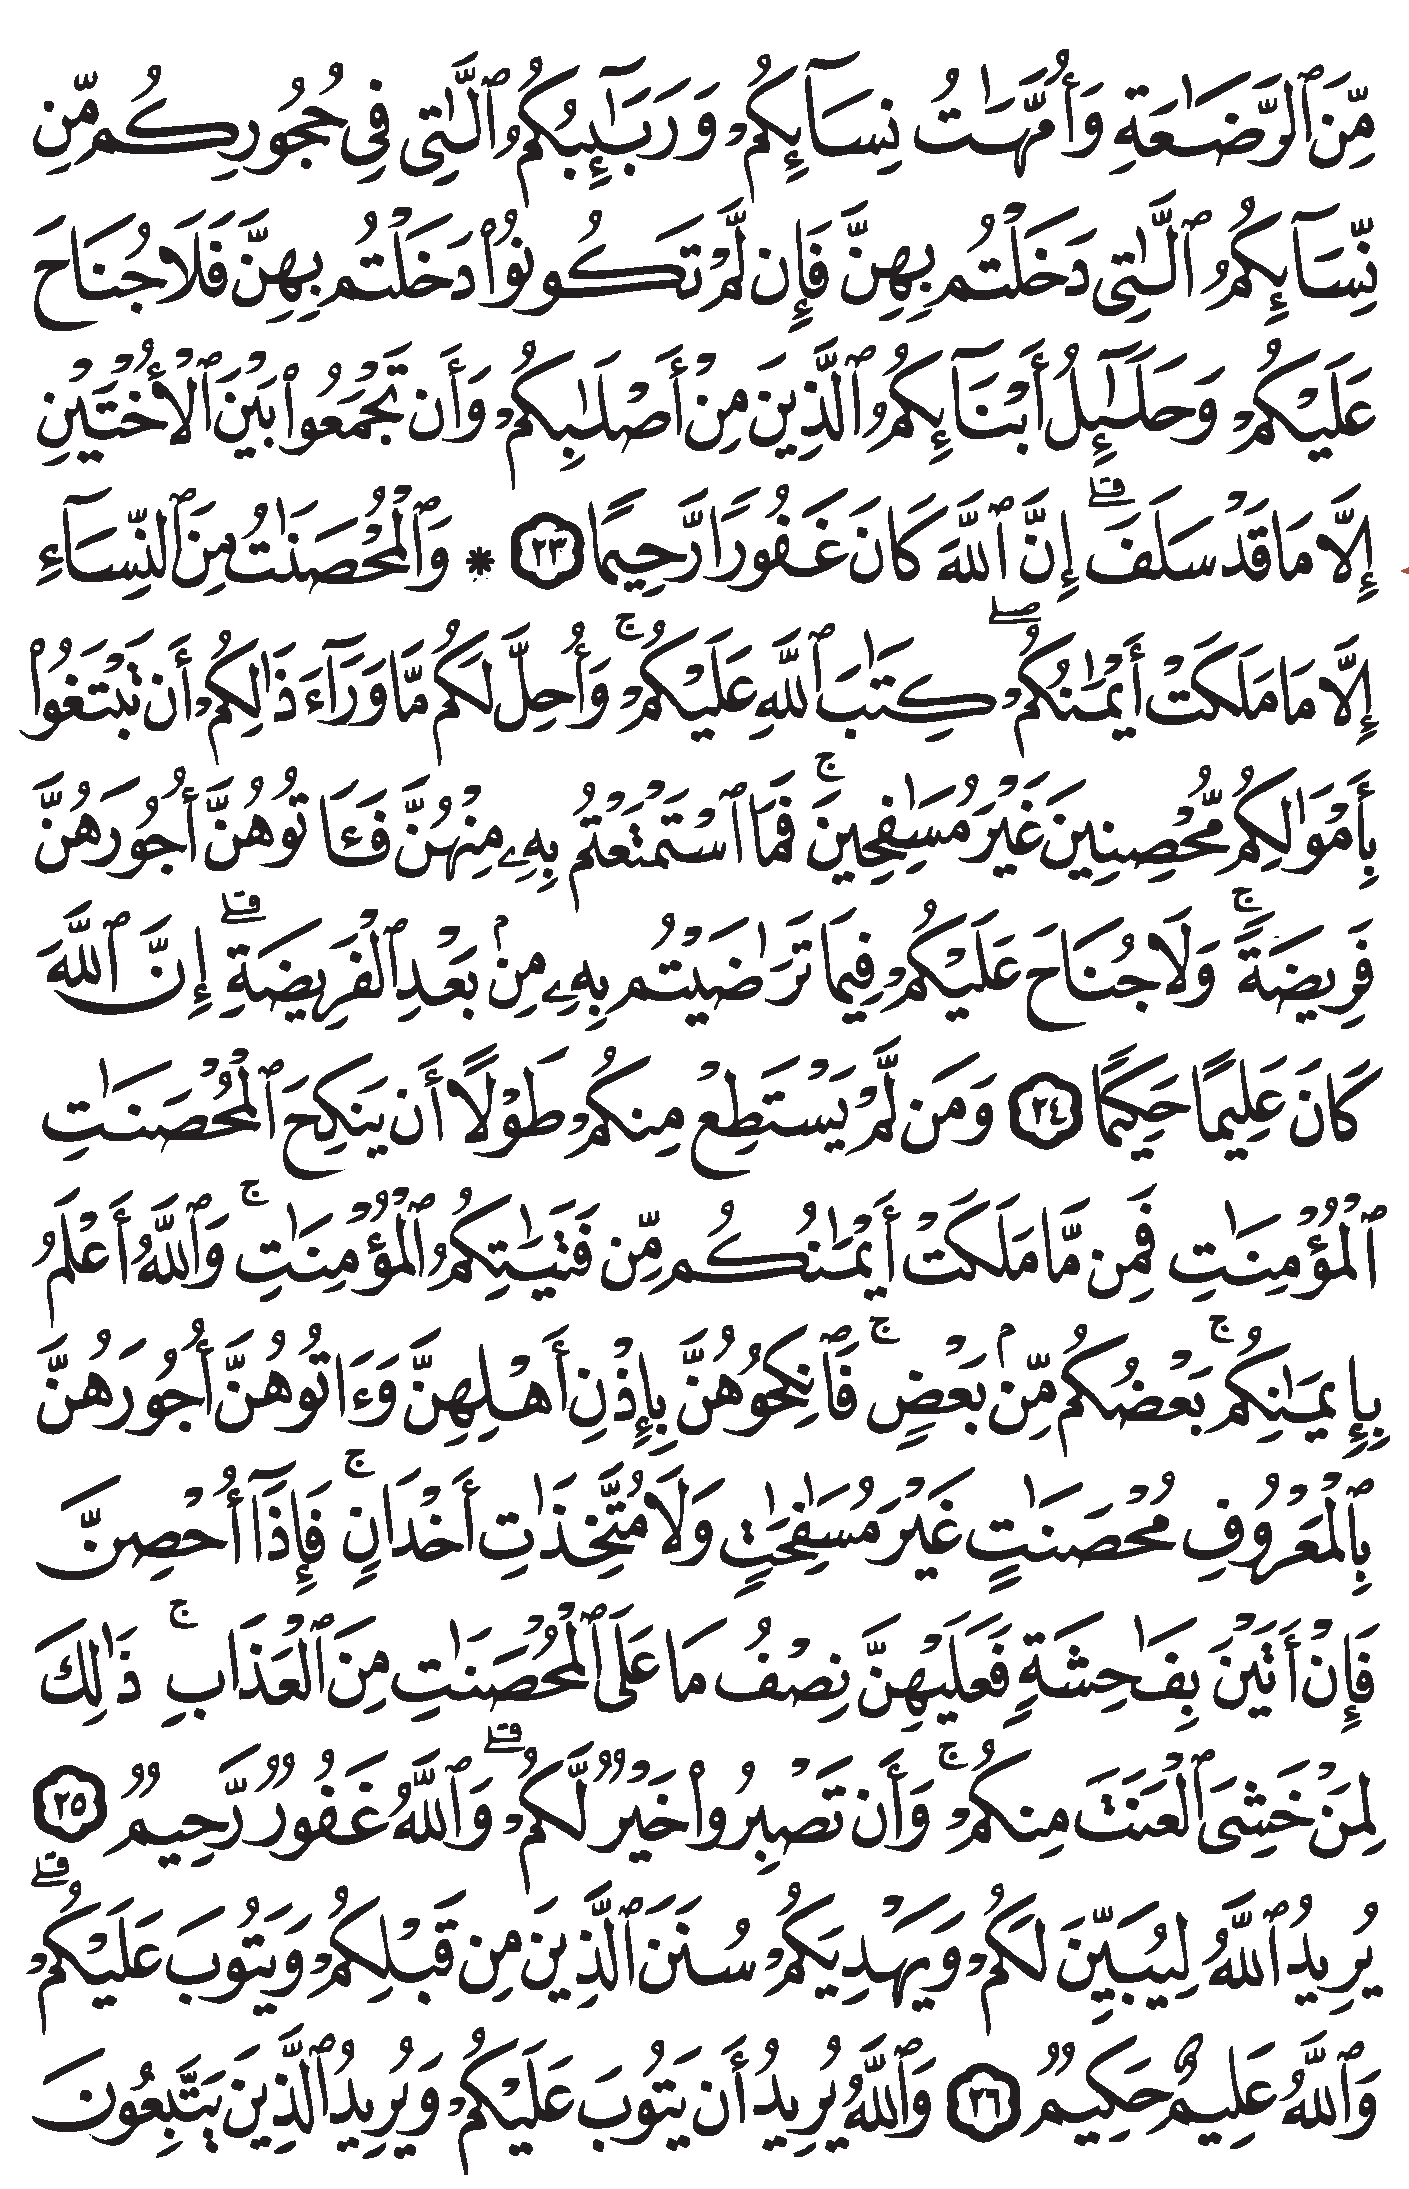 مِّنَ ٱلرَّضَٰعَةِ وَأُمَّهَٰتُ نِسَآئِكُمْ وَرَبَٰٓئِبُكُمُ ٱلَّٰتِى فِى حُجُورِكُم مِّن
نِّسَآئِكُمُ ٱلَّٰتِى دَخَلْتُم بِهِنَّ فَإِن لَّمْ تَكُونُوا۟ دَخَلْتُم بِهِنَّ فَلَا جُنَاحَ
عَلَيْكُمْ وَحَلَٰٓئِلُ أَبْنَآئِكُمُ ٱلَّذِينَ مِنْ أَصْلَٰبِكُمْ وَأَن تَجْمَعُوا۟ بَيْنَ ٱلْأُخْتَيْنِ
إِلَّا مَا قَدْ سَلَفَ ۗ إِنَّ ٱللَّهَ كَانَ غَفُورًا رَّحِيمًا ٢٣ * وَٱلْمُحْصَنَٰتُ مِنَ ٱلنِّسَآءِ
إِلَّا مَا مَلَكَتْ أَيْمَٰنُكُمْ ۖ كِتَٰبَ ٱللَّهِ عَلَيْكُمْ ۚ وَأُحِلَّ لَكُم مَّا وَرَآءَ ذَٰلِكُمْ أَن تَبْتَغُوا۟
بِأَمْوَٰلِكُم مُّحْصِنِينَ غَيْرَ مُسَٰفِحِينَ ۚ فَمَا ٱسْتَمْتَعْتُم بِهِۦ مِنْهُنَّ فَـَٔاتُوهُنَّ أُجُورَهُنَّ
فَرِيضَةً ۚ وَلَا جُنَاحَ عَلَيْكُمْ فِيمَا تَرَٰضَيْتُم بِهِۦ مِنۢ بَعْدِ ٱلْفَرِيضَةِ ۗ إِنَّ ٱللَّهَ
كَانَ عَلِيمًا حَكِيمًا ٢٤ وَمَن لَّمْ يَسْتَطِعْ مِنكُمْ طَوْلًا أَن يَنكِحَ ٱلْمُحْصَنَٰتِ
ٱلْمُؤْمِنَٰتِ فَمِن مَّا مَلَكَتْ أَيْمَٰنُكُم مِّن فَتَيَٰتِكُمُ ٱلْمُؤْمِنَٰتِ ۚ وَٱللَّهُ أَعْلَمُ
بِإِيمَٰنِكُم ۚ بَعْضُكُم مِّنۢ بَعْضٍ ۚ فَٱنكِحُوهُنَّ بِإِذْنِ أَهْلِهِنَّ وَءَاتُوهُنَّ أُجُورَهُنَّ
بِٱلْمَعْرُوفِ مُحْصَنَٰتٍ غَيْرَ مُسَٰفِحَٰتٍ وَلَا مُتَّخِذَٰتِ أَخْدَانٍ ۚ فَإِذَآ أُحْصِنَّ
فَإِنْ أَتَيْنَ بِفَٰحِشَةٍ فَعَلَيْهِنَّ نِصْفُ مَا عَلَى ٱلْمُحْصَنَٰتِ مِنَ ٱلْعَذَابِ ۚ ذَٰلِكَ
لِمَنْ خَشِىَ ٱلْعَنَتَ مِنكُمْ ۚ وَأَن تَصْبِرُوا۟ خَيْرٌ لَّكُمْ ۗ وَٱللَّهُ غَفُورٌ رَّحِيمٌ ٢٥
يُرِيدُ ٱللَّهُ لِيُبَيِّنَ لَكُمْ وَيَهْدِيَكُمْ سُنَنَ ٱلَّذِينَ مِن قَبْلِكُمْ وَيَتُوبَ عَلَيْكُمْ ۗ
وَٱللَّهُ عَلِيمٌ حَكِيمٌ ٢٦ وَٱللَّهُ يُرِيدُ أَن يَتُوبَ عَلَيْكُمْ وَيُرِيدُ ٱلَّذِينَ يَتَّبِعُونَ